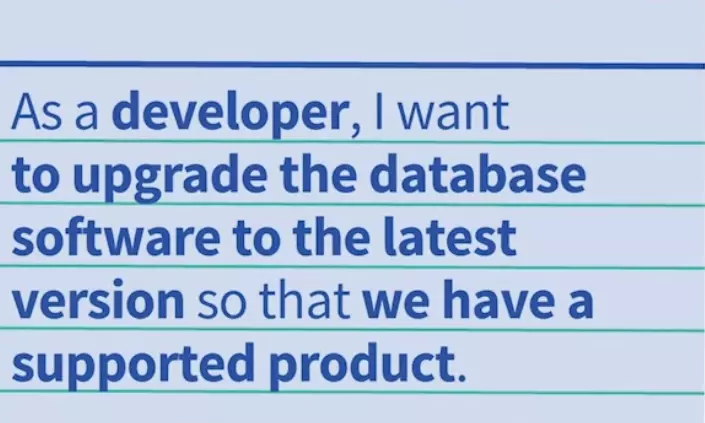 As a developer, I want
to upgrade the database
software to the latest
version so that we have a
supported product.